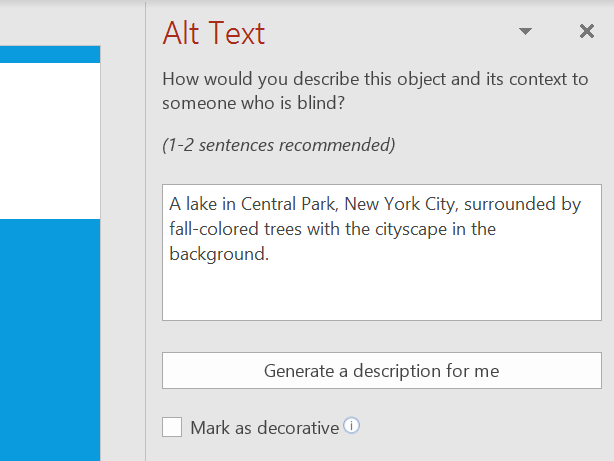 Alt Text
How would you describe this object and its context to
someone who is blind?
(1-2 sentences recommended)
A lake in Central Park, New York City, surrounded by
fall-colored trees with the cityscape in the
background.
Generate a description for me
Mark as decorative